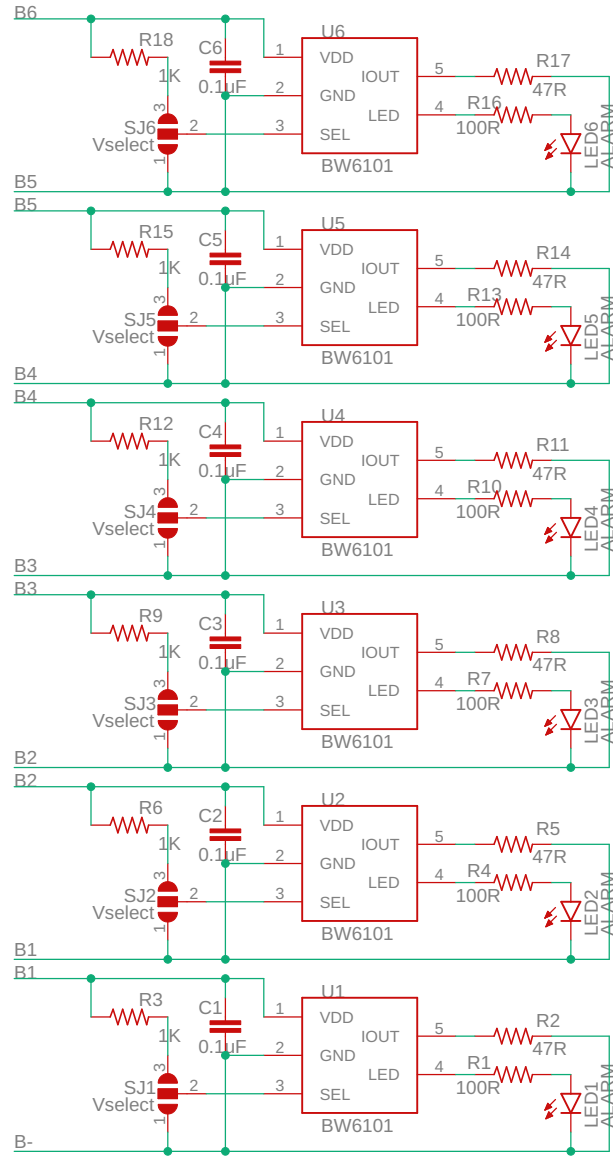 B6
R18
1K
C6
0.1uF
SJ6
Vselect
3
2
1
U6
1
2
3
VDD
GND
SEL
IOUT
LED
BW6101
5
4
R17
47R
R16
100R
LED6
ALARM
B5
B5
R15
1K
C5
0.1uF
SJ5
Vselect
3
2
1
U5
1
2
3
VDD
GND
SEL
IOUT
LED
BW6101
5
4
R14
47R
R13
100R
LED5
ALARM
B4
B4
R12
1K
C4
0.1uF
SJ4
Vselect
3
2
1
U4
1
2
3
VDD
GND
SEL
IOUT
LED
BW6101
5
4
R11
47R
R10
100R
LED4
ALARM
B3
B3
R9
1K
C3
0.1uF
SJ3
Vselect
3
2
1
U3
1
2
3
VDD
GND
SEL
IOUT
LED
BW6101
5
4
R8
47R
R7
100R
LED3
ALARM
B2
B2
R6
1K
C2
0.1uF
SJ2
Vselect
3
2
1
U2
1
2
3
VDD
GND
SEL
IOUT
LED
BW6101
5
4
R5
47R
R4
100R
LED2
ALARM
B1
B1
R3
1K
C1
0.1uF
SJ1
Vselect
3
2
1
U1
1
2
3
VDD
GND
SEL
IOUT
LED
BW6101
5
4
R2
47R
R1
100R
LED1
ALARM
B-